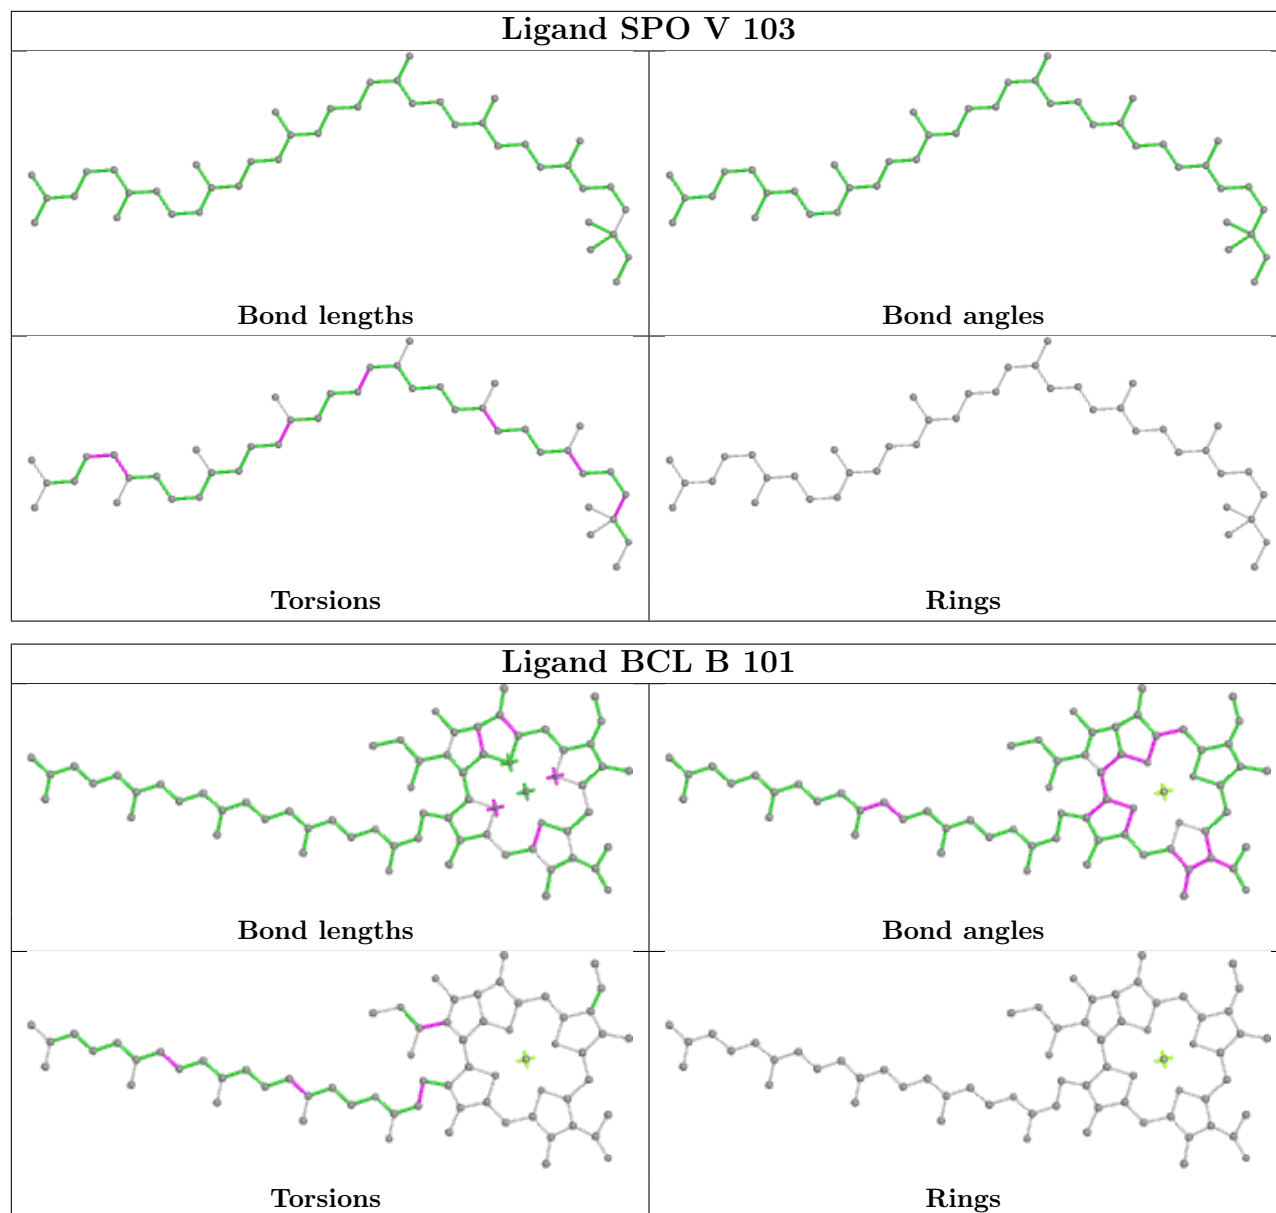 Ligand SPO V 103
Bond lengths
Bond angles
Torsions
Rings
Ligand BCL B 101
Bond lengths
Bond angles
Torsions
Rings